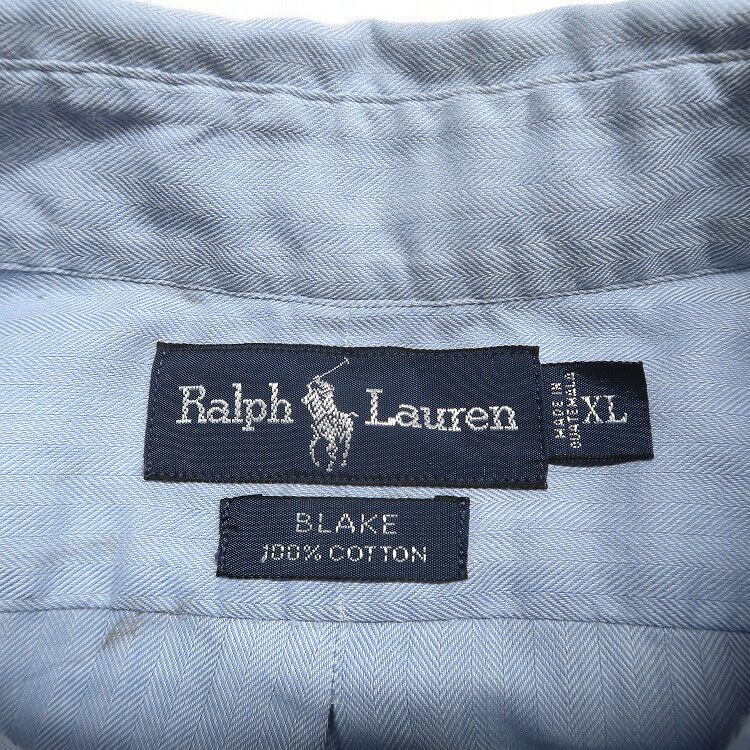 Ralph Lauren
MADE IN
GUATEMALA
XL
BLAKE
100% COTTON